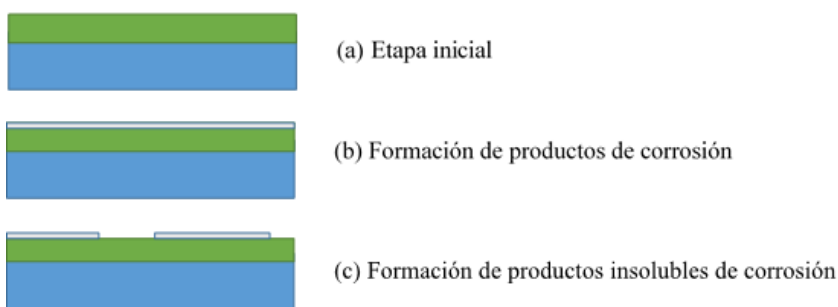 (a) Etapa inicial
(b) Formación de productos de corrosión
(c) Formación de productos insolubles de corrosión